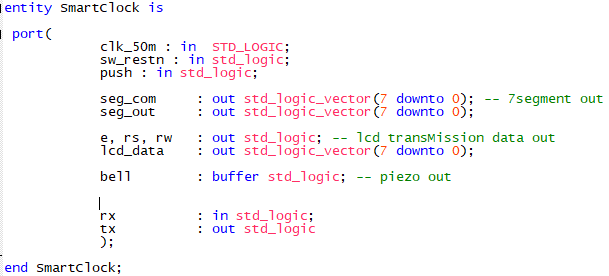 entity SmartClock is
port(
clk_50m : in STD_LOGIC;
sw_restn : in std_logic;
push : in std_logic;
seg_com : out std_logic_vector(7 downto 0); -- 7segment out
seg_out : out std_logic_vector(7 downto 0);
e, rs, rw : out std_logic; -- lcd transMission data out
lcd_data : out std_logic_vector(7 downto 0);
bell : buffer std_logic; -- piezo out
rx : in std_logic;
tx : out std_logic
);
end SmartClock;